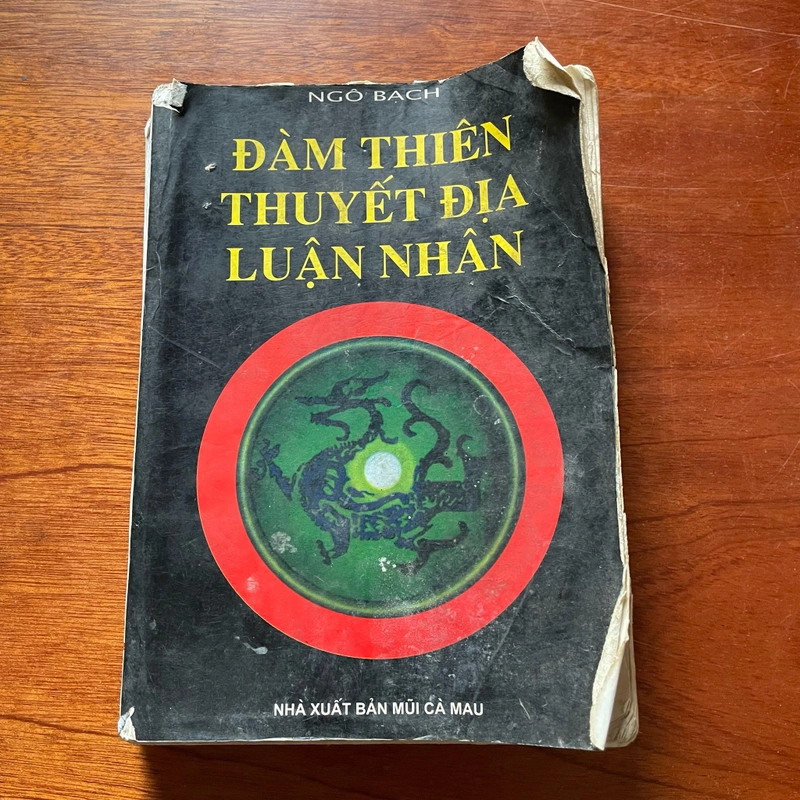 NGÔ BẠCH
ĐÀM THIÊN
THUYẾT ĐỊA
LUẬN NHÂN
NHÀ XUẤT BẢN MŨI CÀ MAU